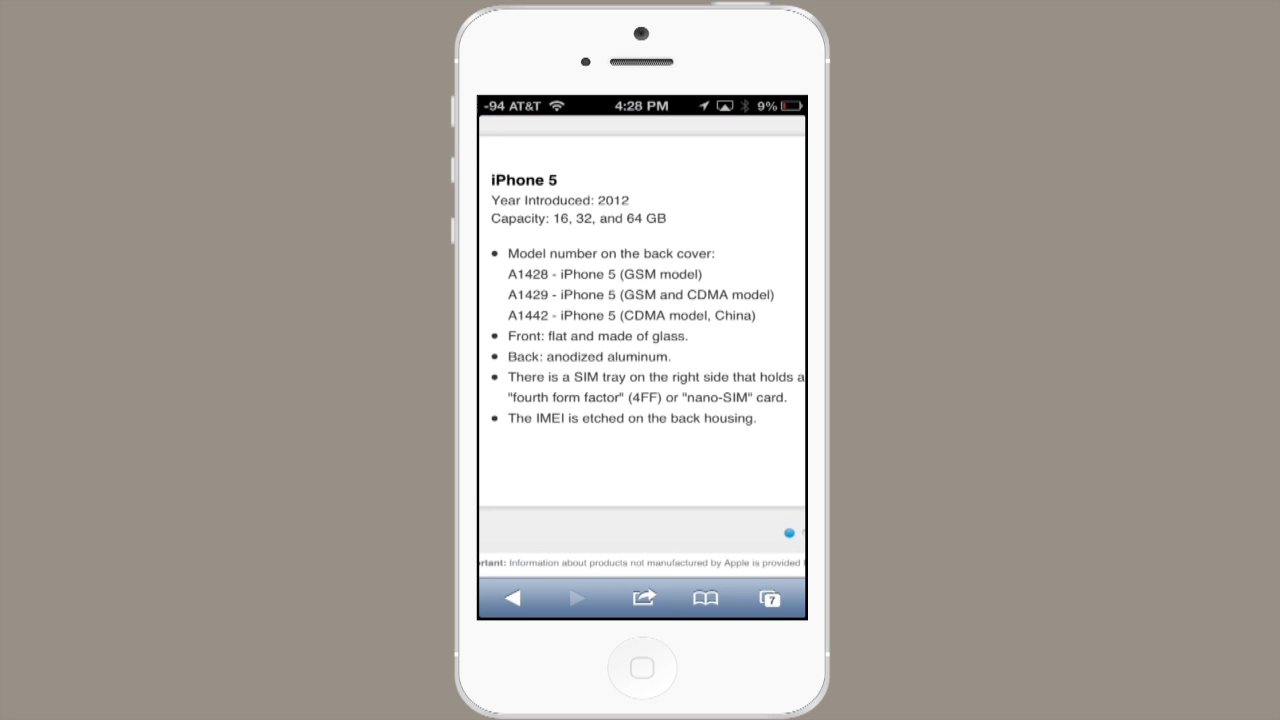 -94 AT&T 4:28 PM 9%
iPhone 5
Year Introduced: 2012
Capacity: 16, 32, and 64 GB
• Model number on the back cover:
A1428 - iPhone 5 (GSM model)
A1429 - iPhone 5 (GSM and CDMA model)
A1442 - iPhone 5 (CDMA model, China)
• Front: flat and made of glass.
• Back: anodized aluminum.
• There is a SIM tray on the right side that holds a
"fourth form factor" (4FF) or "nano-SIM" card.
• The IMEI is etched on the back housing.
rtant: Information about products not manufactured by Apple is provided
7